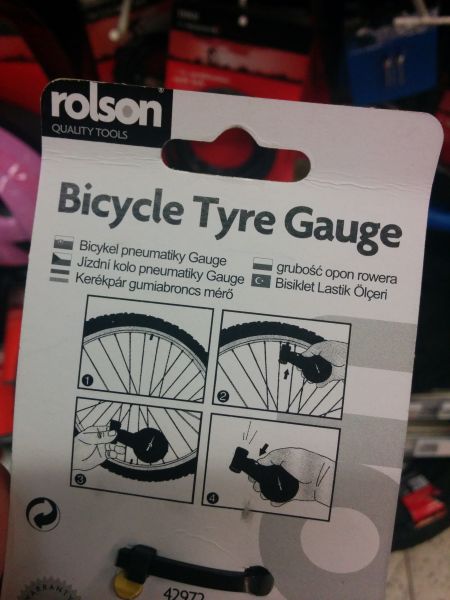 rolson
QUALITY TOOLS
Bicycle Tyre Gauge
Bicykel pneumatiky Gauge
Jízdní kolo pneumatiky Gauge
Kerékpár gumiabroncs mérő
grubość opon rowera
Bisiklet Lastik Ölçeri
1
2
3
4
42972